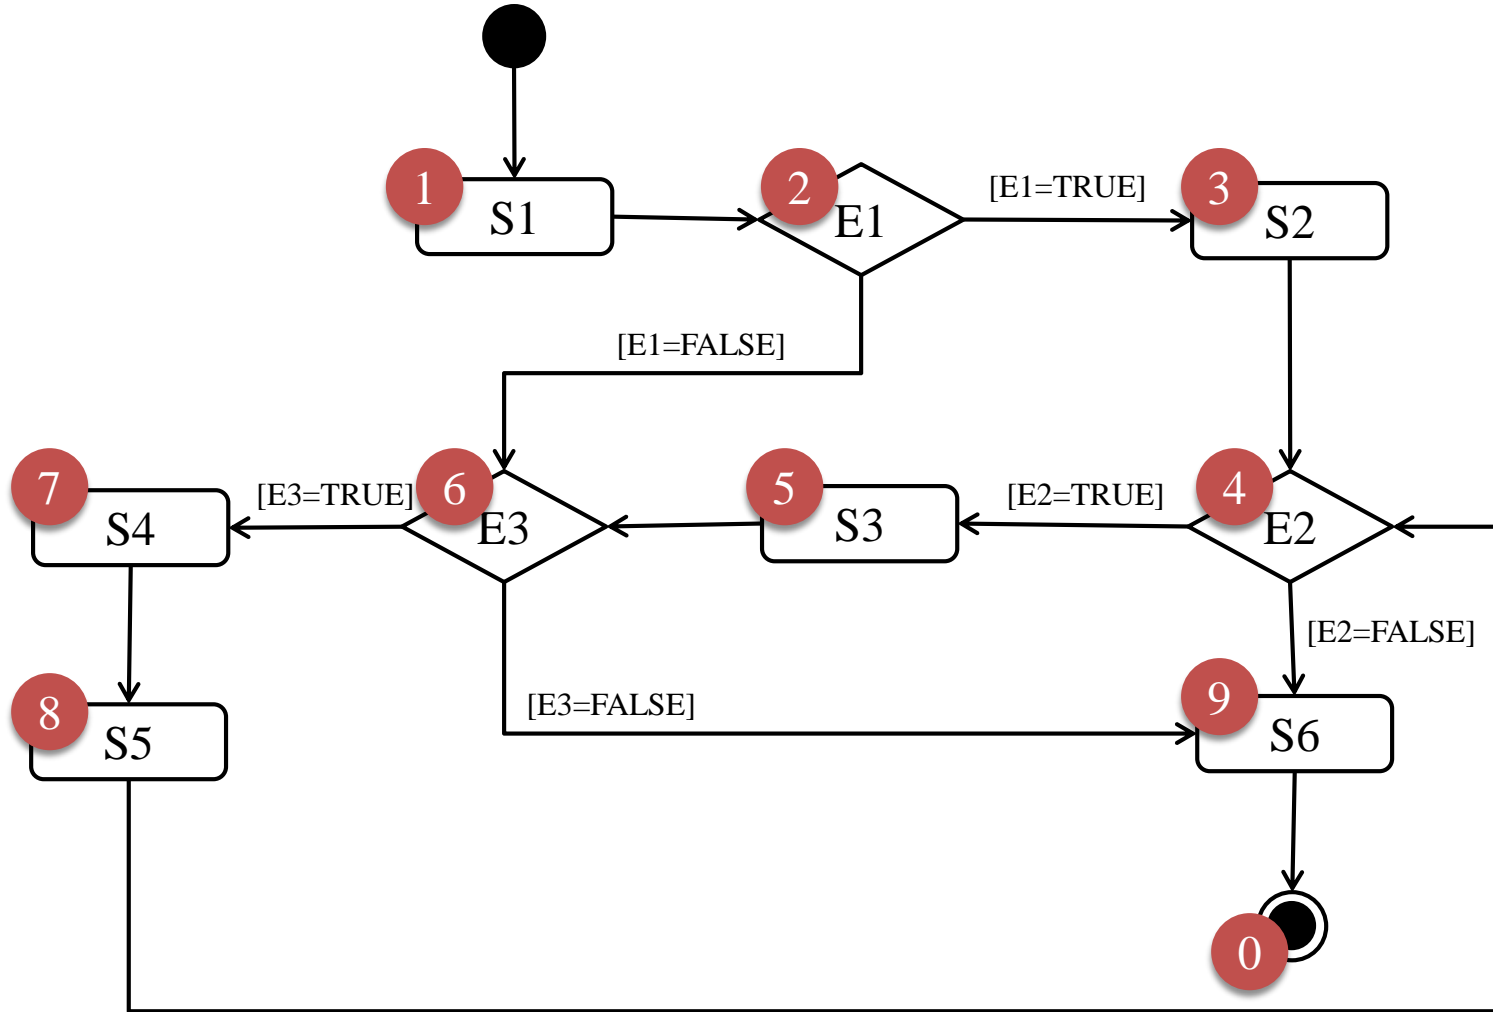 1
S1
2
E1
[E1=TRUE]
3
S2
[E1=FALSE]
7
S4
[E3=TRUE]
6
E3
5
S3
[E2=TRUE]
4
E2
[E2=FALSE]
8
S5
[E3=FALSE]
9
S6
0